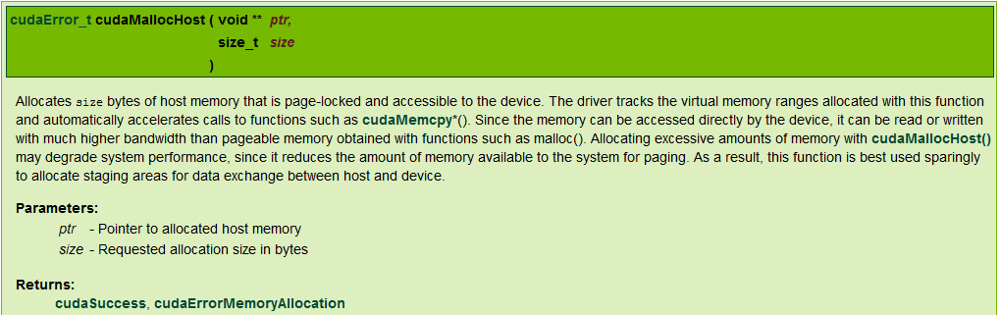 cudaError_t cudaMallocHost ( void ** ptr,
size_t size
)
Allocates size bytes of host memory that is page-locked and accessible to the device. The driver tracks the virtual memory ranges allocated with this function
and automatically accelerates calls to functions such as cudaMemcpy*(). Since the memory can be accessed directly by the device, it can be read or written
with much higher bandwidth than pageable memory obtained with functions such as malloc(). Allocating excessive amounts of memory with cudaMallocHost()
may degrade system performance, since it reduces the amount of memory available to the system for paging. As a result, this function is best used sparingly
to allocate staging areas for data exchange between host and device.
Parameters:
ptr - Pointer to allocated host memory
size - Requested allocation size in bytes
Returns:
cudaSuccess, cudaErrorMemoryAllocation